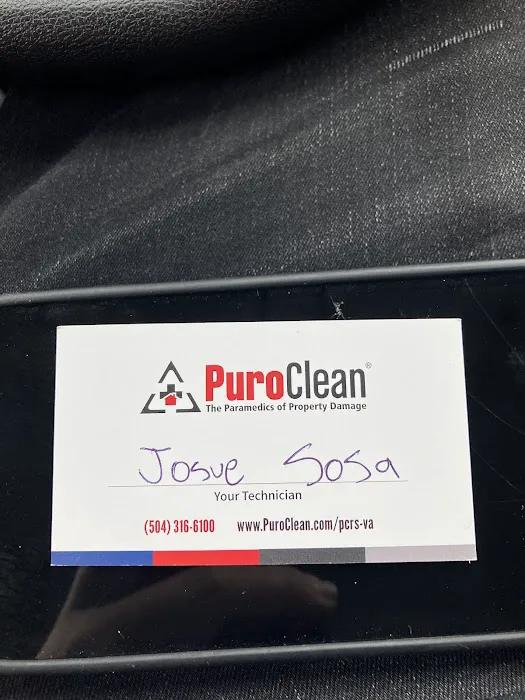 PuroClean®
The Paramedics of Property Damage
Josue Sosa
Your Technician
(504) 316-6100 www.PuroClean.com/pcrs-va